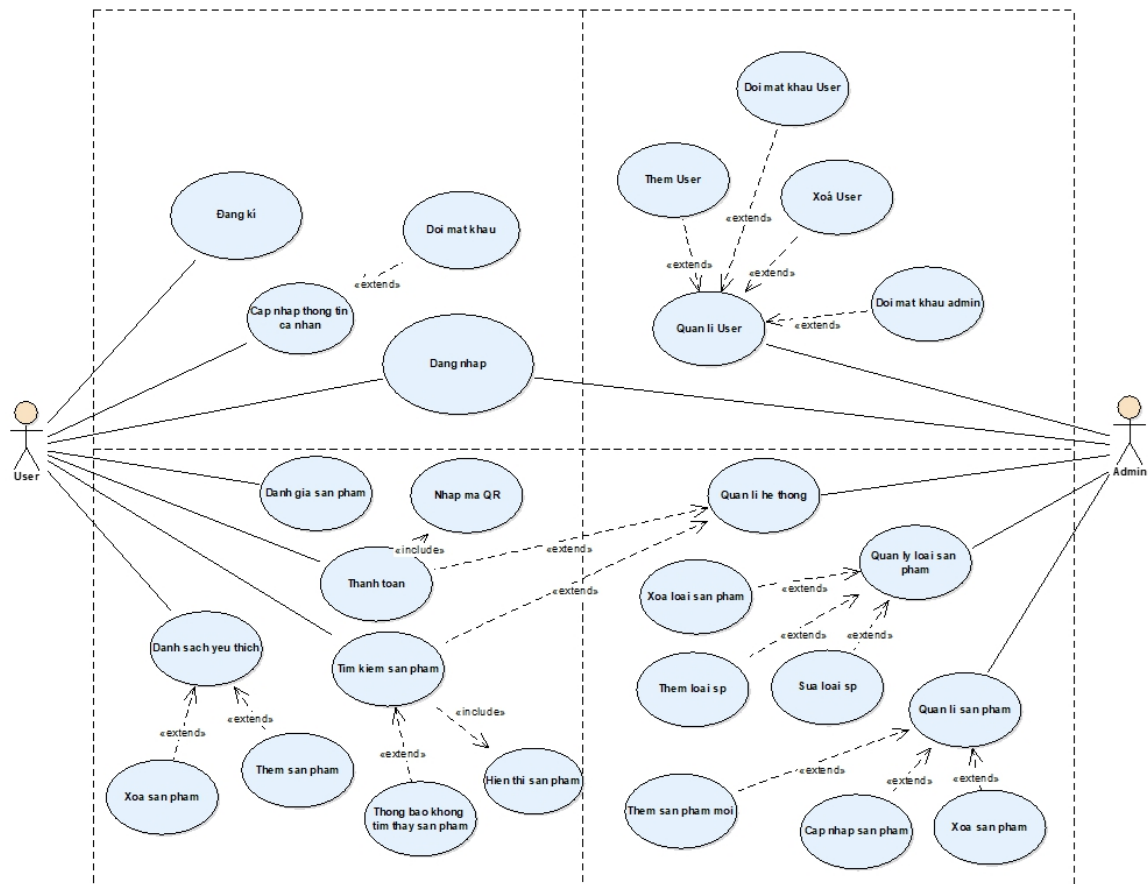 Doi mat khau User
Them User
Xoá User
Đang kí
Doi mat khau
«extend»
«extend»
«extend»
«extend»
Cap nhap thong tin
ca nhan
Quan li User
Doi mat khau admin
«extend»
Dang nhap
User
Admin
Danh gia san pham
Nhap ma QR
Quan li he thong
«include»
«extend»
Thanh toan
Quan ly loai san
pham
«extend»
Xoa loai san pham
«extend»
Danh sach yeu thich
Tim kiem san pham
«extend»
«extend»
Them loai sp
Sua loai sp
Quan li san pham
«include»
«extend»
«extend»
«extend»
Them san pham
Hien thi san pham
«extend»
«extend»
«extend»
Xoa san pham
Thong bao khong
tim thay san pham
Them san pham moi
Cap nhap san pham
Xoa san pham